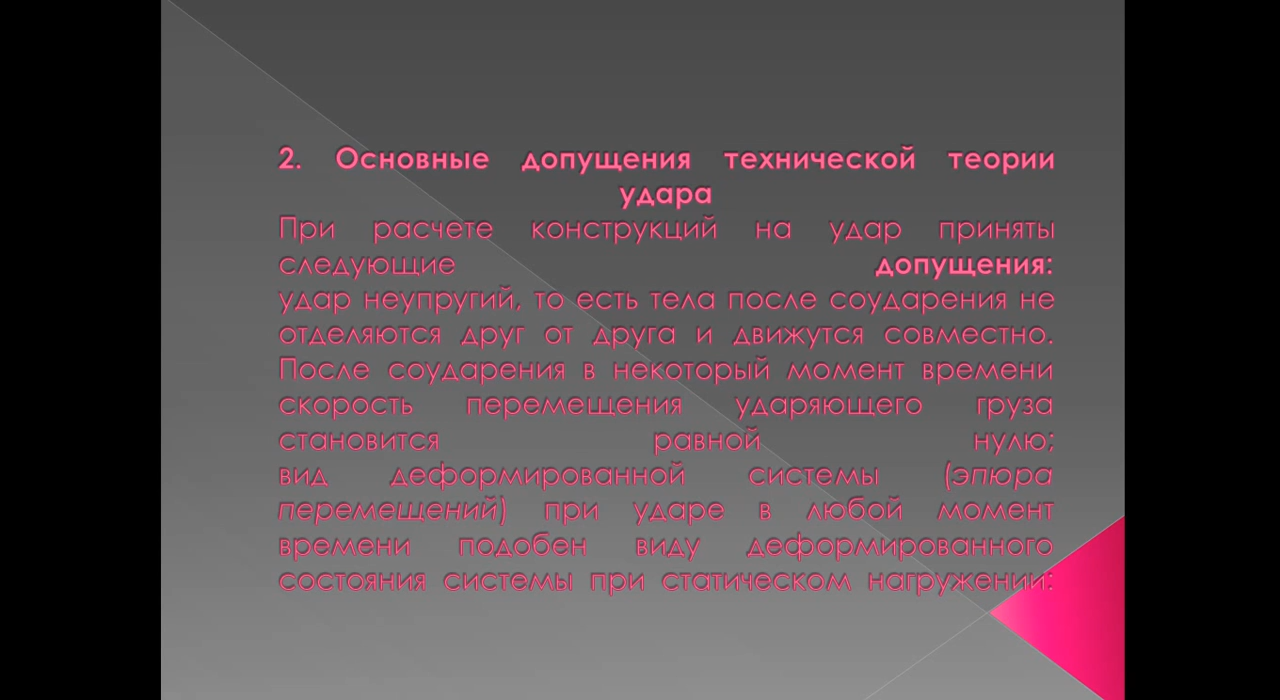 2. Основные допущения технической теории
удара
При расчете конструкций на удар приняты
следующие допущения:
удар неупругий, то есть тела после соударения не
отделяются друг от друга и движутся совместно.
После соударения в некоторый момент времени
скорость перемещения ударяющего груза
становится равной нулю;
вид деформированной системы (эпюра
перемещений) при ударе в любой момент
времени подобен виду деформированного
состояния системы при статическом нагружении: